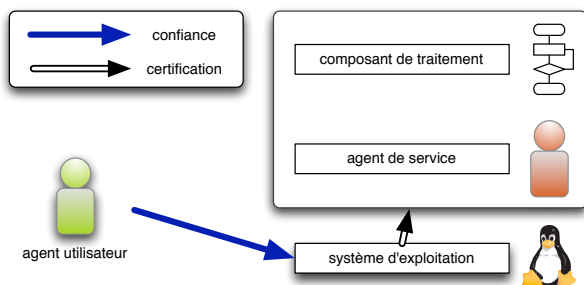 confiance
certification
composant de traitement
agent de service
agent utilisateur
système d'exploitation